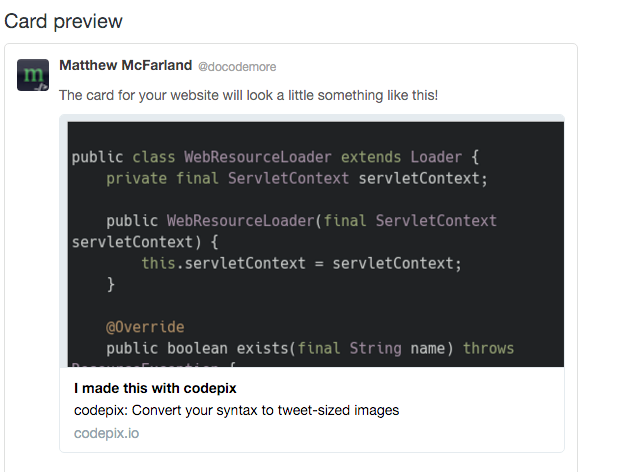 Card preview
m
Matthew McFarland @docodemore
The card for your website will look a little something like this!
public class WebResourceLoader extends Loader {
private final ServletContext servletContext;
public WebResourceLoader(final ServletContext
servletContext) {
this.servletContext = servletContext;
}
@Override
public boolean exists(final String name) throws
I made this with codepix
codepix: Convert your syntax to tweet-sized images
codepix.io